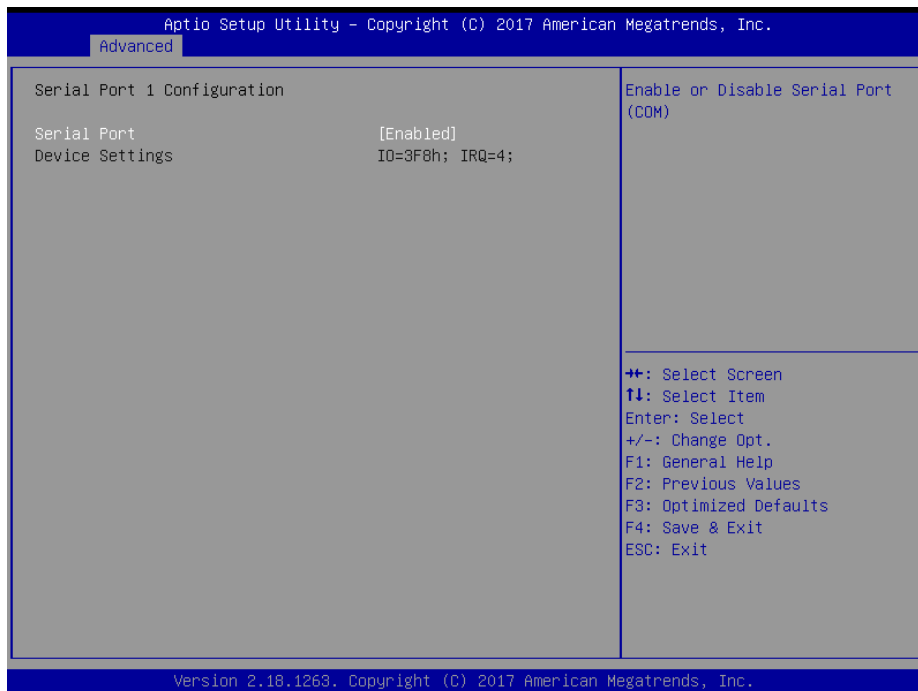 Aptio Setup Utility – Copyright (C) 2017 American Megatrends, Inc.
Advanced
Serial Port 1 Configuration
Serial Port [Enabled]
Device Settings IO=3F8h; IRQ=4;
Enable or Disable Serial Port
(COM)
→←: Select Screen
↑↓: Select Item
Enter: Select
+/-: Change Opt.
F1: General Help
F2: Previous Values
F3: Optimized Defaults
F4: Save & Exit
ESC: Exit
Version 2.18.1263. Copyright (C) 2017 American Megatrends, Inc.